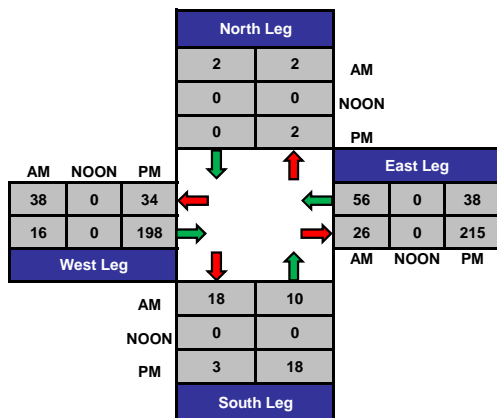 North Leg
2 2 AM
0 0 NOON
0 2 PM
AM NOON PM East Leg
38 0 34 56 0 38
16 0 198 26 0 215
West Leg AM NOON PM
AM 18 10
NOON 0 0
PM 3 18
South Leg